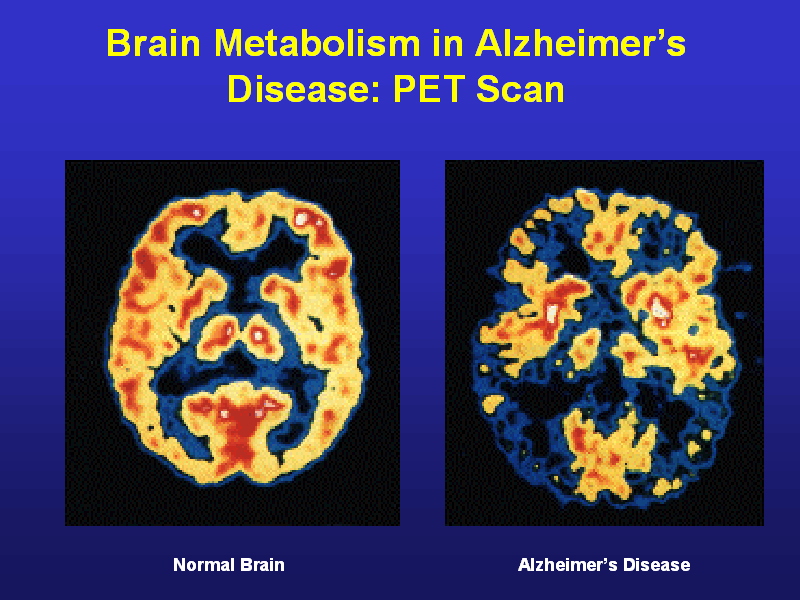 Brain Metabolism in Alzheimer’s
Disease: PET Scan
Normal Brain
Alzheimer’s Disease